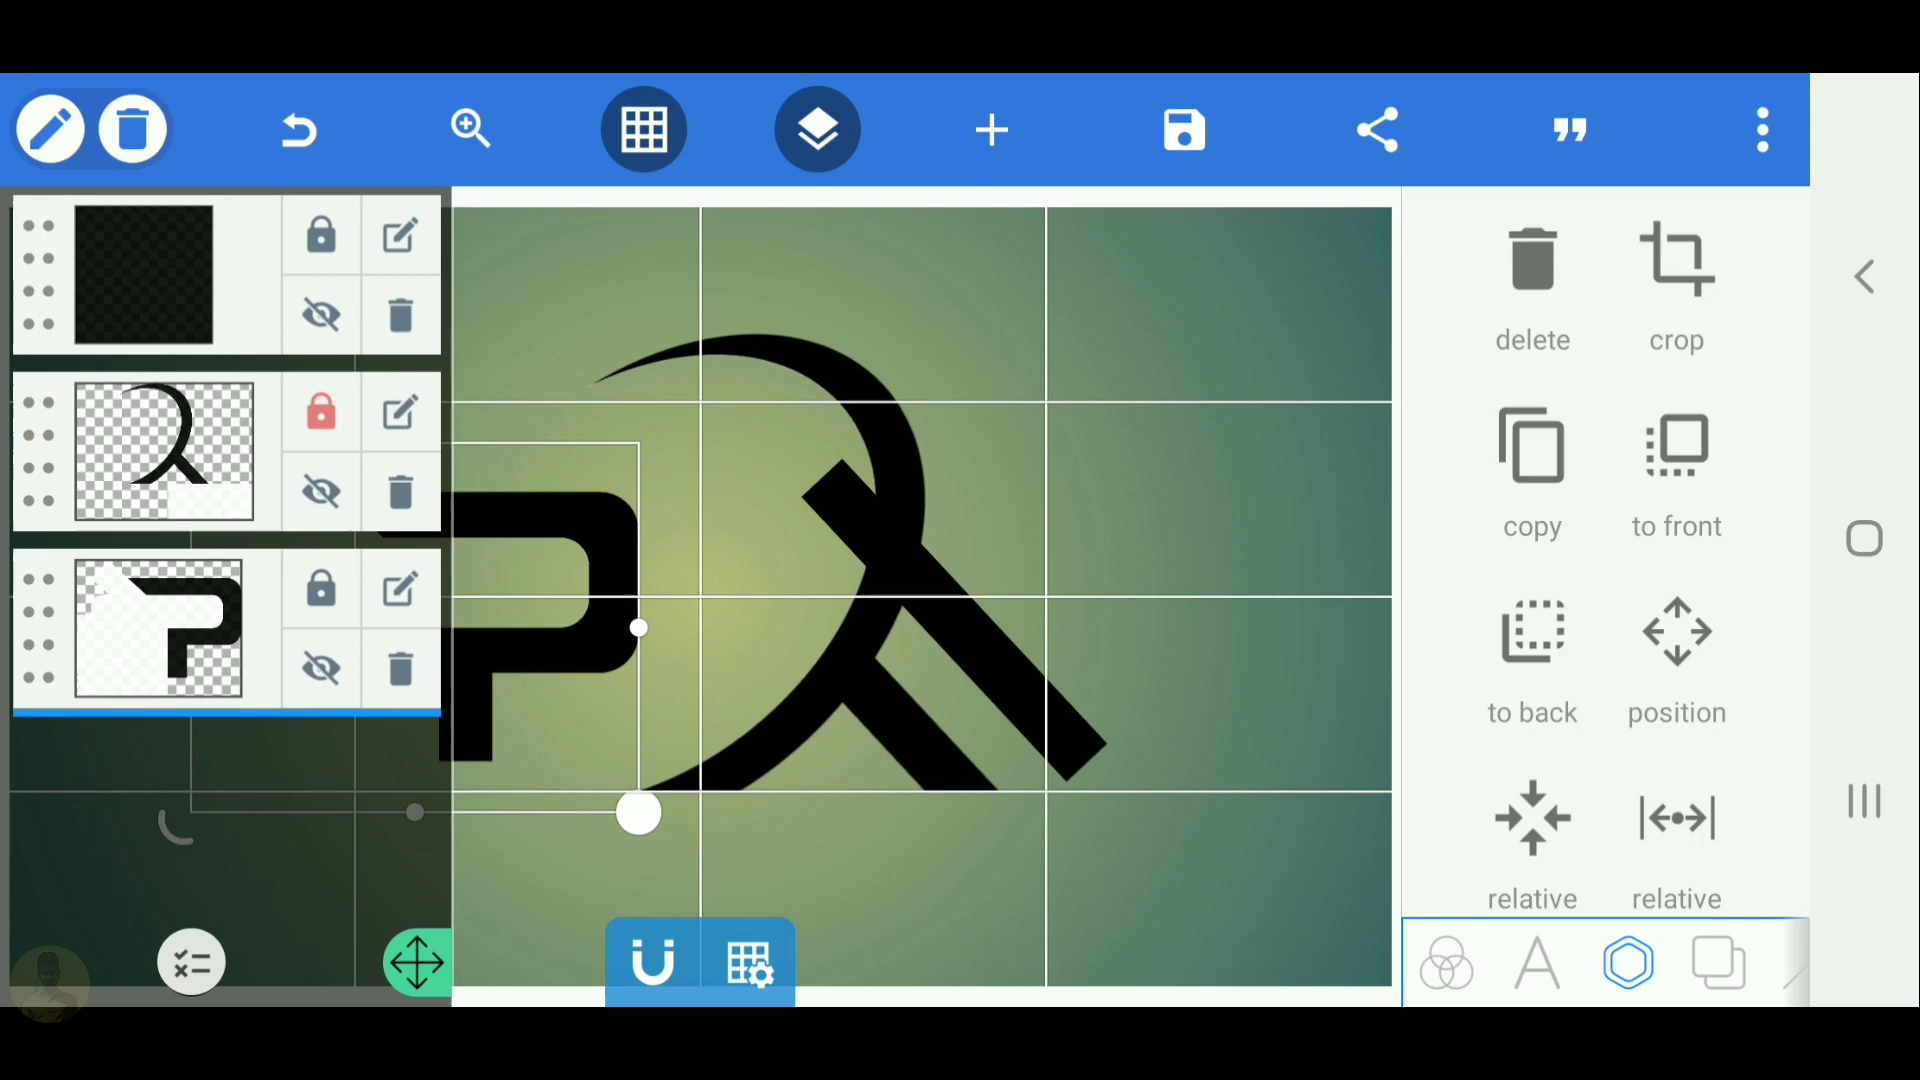 delete
crop
copy
to front
to back
position
relative
relative
P